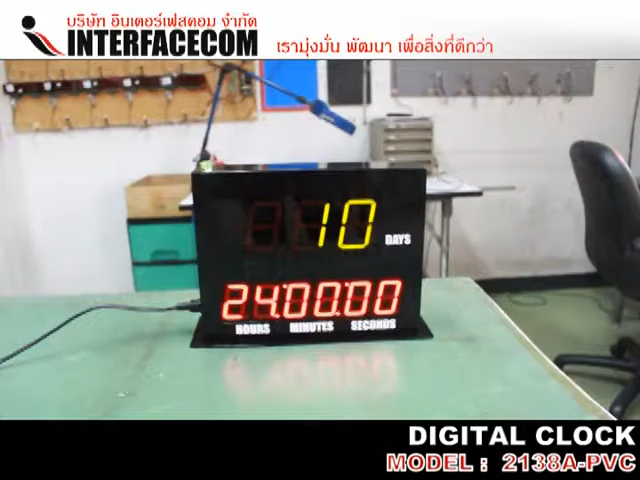 บริษัท อินเตอร์เฟสคอม จำกัด
INTERFACECOM
เรามุ่งมั่น พัฒนา เพื่อสิ่งที่ดีกว่า
10
DAYS
24:00:00
HOURS MINUTES SECONDS
DIGITAL CLOCK
MODEL : 2138A-PVC